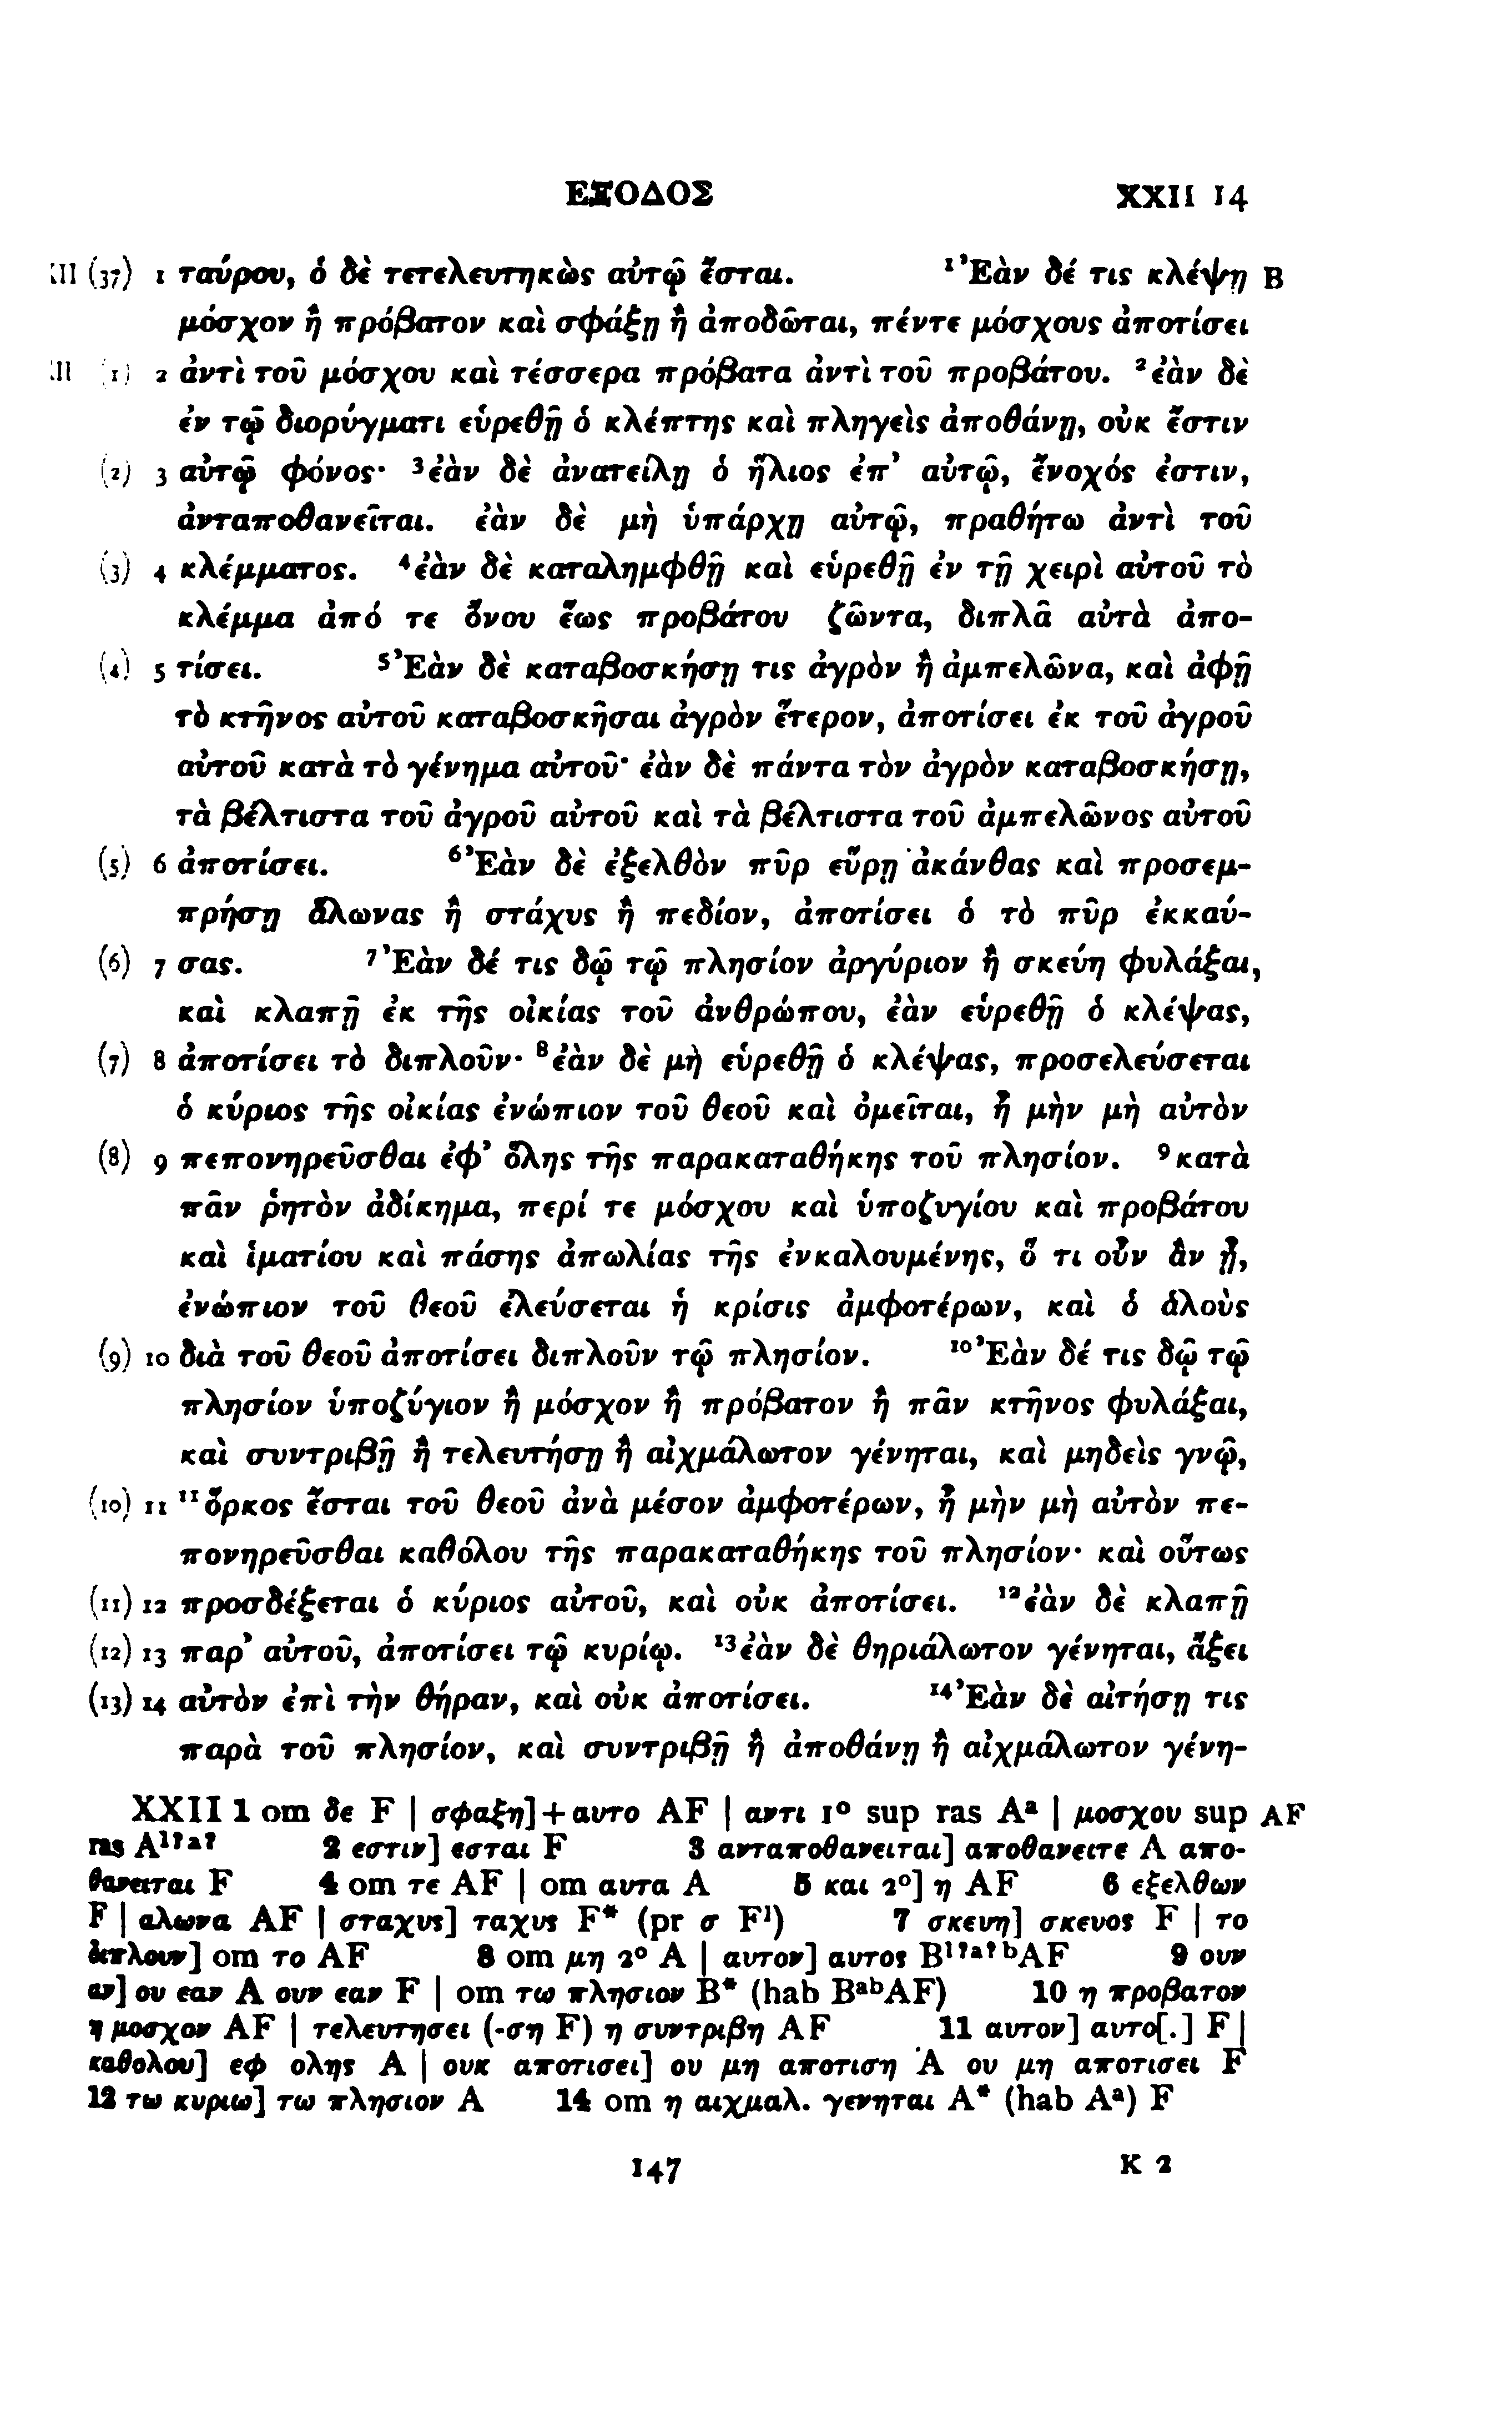 ΕΞΟΔΟΣ XXII 14
XII (37) 1 ταύρου, ὁ δὲ τετελευτηκὼς αὐτῷ ἔσται. ¹Ἐὰν δέ τις κλέψῃ B
μόσχον ἢ πρόβατον καὶ σφάξῃ ἢ ἀποδῶται, πέντε μόσχους ἀποτίσει
XII (1) 2 ἀντὶ τοῦ μόσχου καὶ τέσσερα πρόβατα ἀντὶ τοῦ προβάτου. ²ἐὰν δὲ
ἐν τῷ διορύγματι εὑρεθῇ ὁ κλέπτης καὶ πληγεὶς ἀποθάνῃ, οὐκ ἔστιν
(2) 3 αὐτῷ φόνος· ³ἐὰν δὲ ἀνατείλῃ ὁ ἥλιος ἐπ’ αὐτῷ, ἔνοχός ἐστιν,
ἀνταποθανεῖται. ἐὰν δὲ μὴ ὑπάρχῃ αὐτῷ, πραθήτω ἀντὶ τοῦ
(3) 4 κλέμματος. ⁴ἐὰν δὲ καταλημφθῇ καὶ εὑρεθῇ ἐν τῇ χειρὶ αὐτοῦ τὸ
κλέμμα ἀπό τε ὄνου ἕως προβάτου ζῶντα, διπλᾶ αὐτὰ ἀπο-
(4) 5 τίσει. ⁵Ἐὰν δὲ καταβοσκήσῃ τις ἀγρὸν ἢ ἀμπελῶνα, καὶ ἀφῇ
τὸ κτῆνος αὐτοῦ καταβοσκῆσαι ἀγρὸν ἕτερον, ἀποτίσει ἐκ τοῦ ἀγροῦ
αὐτοῦ κατὰ τὸ γένημα αὐτοῦ· ἐὰν δὲ πάντα τὸν ἀγρὸν καταβοσκήσῃ,
τὰ βέλτιστα τοῦ ἀγροῦ αὐτοῦ καὶ τὰ βέλτιστα τοῦ ἀμπελῶνος αὐτοῦ
(5) 6 ἀποτίσει. ⁶Ἐὰν δὲ ἐξελθὸν πῦρ εὕρῃ ἀκάνθας καὶ προσεμ-
πρήσῃ ἅλωνας ἢ στάχυς ἢ πεδίον, ἀποτίσει ὁ τὸ πῦρ ἐκκαύ-
(6) 7 σας. ⁷Ἐὰν δέ τις δῷ τῷ πλησίον ἀργύριον ἢ σκεύη φυλάξαι,
καὶ κλαπῇ ἐκ τῆς οἰκίας τοῦ ἀνθρώπου, ἐὰν εὑρεθῇ ὁ κλέψας,
(7) 8 ἀποτίσει τὸ διπλοῦν· ⁸ἐὰν δὲ μὴ εὑρεθῇ ὁ κλέψας, προσελεύσεται
ὁ κύριος τῆς οἰκίας ἐνώπιον τοῦ θεοῦ καὶ ὀμεῖται, ἦ μὴν μὴ αὐτὸν
(8) 9 πεπονηρεῦσθαι ἐφ’ ὅλης τῆς παρακαταθήκης τοῦ πλησίον. ⁹κατὰ
πᾶν ῥητὸν ἀδίκημα, περί τε μόσχου καὶ ὑποζυγίου καὶ προβάτου
καὶ ἱματίου καὶ πάσης ἀπωλίας τῆς ἐνκαλουμένης, ὅ τι οὖν ἂν ᾖ,
ἐνώπιον τοῦ θεοῦ ἐλεύσεται ἡ κρίσις ἀμφοτέρων, καὶ ὁ ἁλοὺς
(9) 10 διὰ τοῦ θεοῦ ἀποτίσει διπλοῦν τῷ πλησίον. ¹⁰Ἐὰν δέ τις δῷ τῷ
πλησίον ὑποζύγιον ἢ μόσχον ἢ πρόβατον ἢ πᾶν κτῆνος φυλάξαι,
καὶ συντριβῇ ἢ τελευτήσῃ ἢ αἰχμάλωτον γένηται, καὶ μηδεὶς γνῷ,
(10) 11 ¹¹ὅρκος ἔσται τοῦ θεοῦ ἀνὰ μέσον ἀμφοτέρων, ἦ μὴν μὴ αὐτὸν πε-
πονηρεῦσθαι καθόλου τῆς παρακαταθήκης τοῦ πλησίον· καὶ οὕτως
(11) 12 προσδέξεται ὁ κύριος αὐτοῦ, καὶ οὐκ ἀποτίσει. ¹²ἐὰν δὲ κλαπῇ
(12) 13 παρ’ αὐτοῦ, ἀποτίσει τῷ κυρίῳ. ¹³ἐὰν δὲ θηριάλωτον γένηται, ἄξει
(13) 14 αὐτὸν ἐπὶ τὴν θήραν, καὶ οὐκ ἀποτίσει. ¹⁴Ἐὰν δὲ αἰτήσῃ τις
παρὰ τοῦ πλησίον, καὶ συντριβῇ ἢ ἀποθάνῃ ἢ αἰχμάλωτον γένη-
XXII 1 om δε F | σφαξη]+αυτο AF | αντι 1º sup ras Aᵃ | μοσχου sup AF
ras A¹ˀᵃˀ 2 εστιν] εσται F 3 ανταποθανειται] αποθανειτε A απο-
θανειται F 4 om τε AF | om αυτα A 5 και 2º] η AF 6 εξελθων
F | αλωνα AF | σταχυς] ταχυς F* (pr σ F¹) 7 σκευη] σκευος F | το
διπλουν] om το AF 8 om μη 2º A | αυτον] αυτος B¹ˀᵃˀᵇAF 9 ουν
αν] ου εαν A ουν εαν F | om τω πλησιον B* (hab BᵃᵇAF) 10 η προβατον
η μοσχον AF | τελευτησει (-ση F) η συντριβη AF 11 αυτον] αυτο[.] F |
καθολου] εφ ολης A | ουκ αποτισει] ου μη αποτιση A ου μη αποτισει F
12 τω κυριω] τω πλησιον A 14 om η αιχμαλ. γενηται A* (hab Aᵃ) F
147 K 2